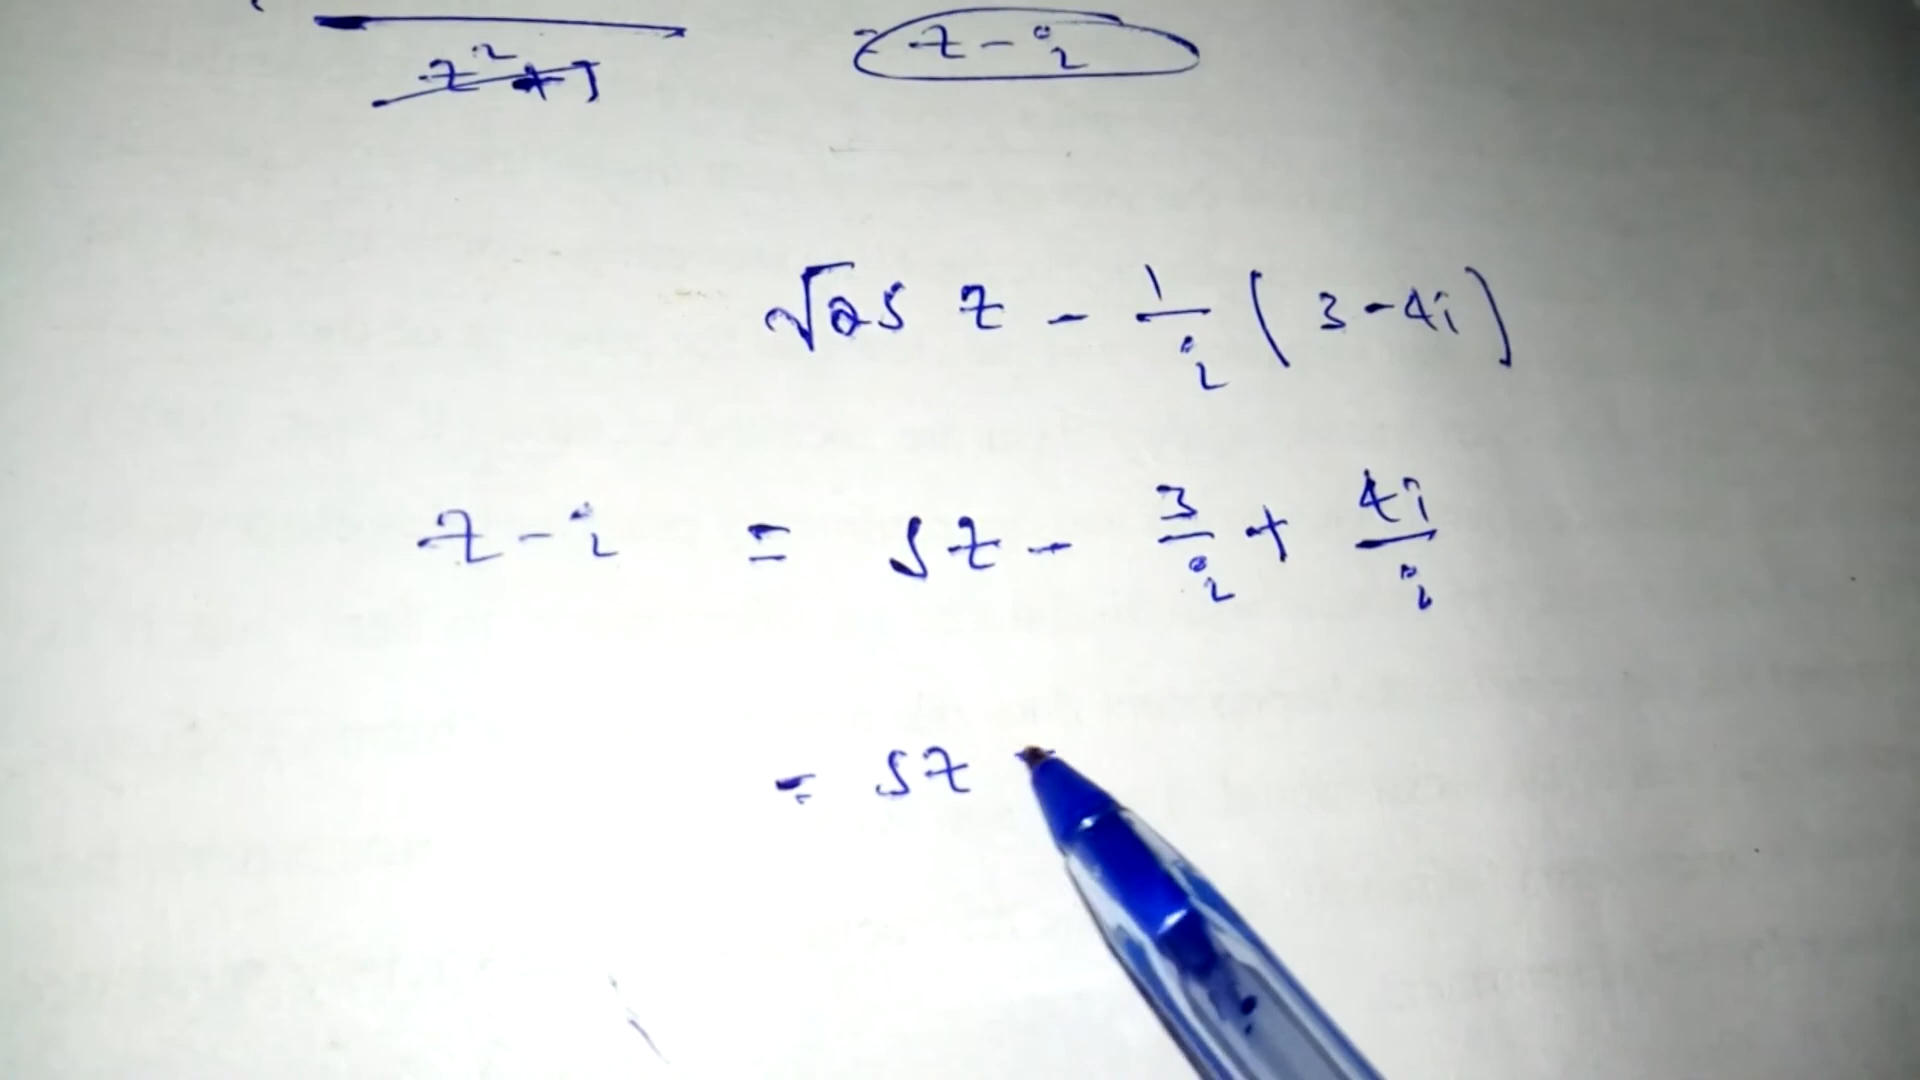 z² + 1 = z - i
√25 z - 1/i (3 - 4i)
z - i = 5z - 3/i + 4i/i
= 5z